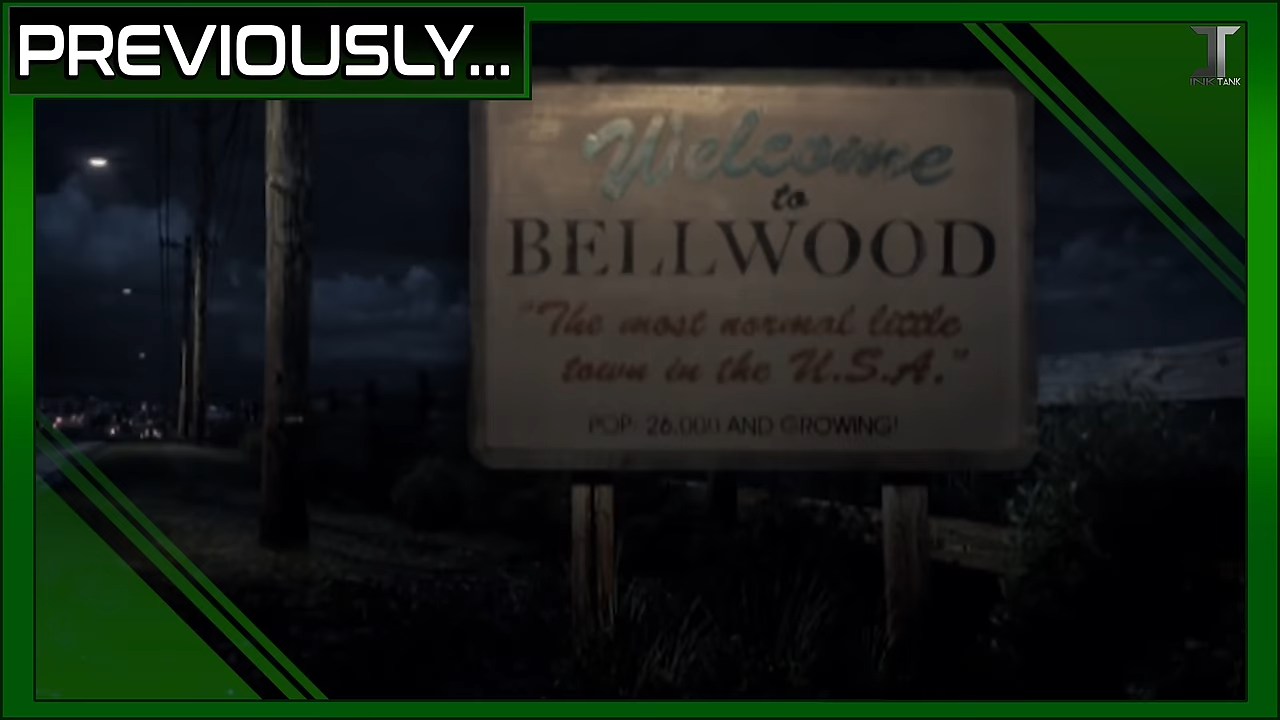 PREVIOUSLY...
INK TANK
Welcome
to
BELLWOOD
"The most normal little
town in the U.S.A."
POP: 26,000 AND GROWING!